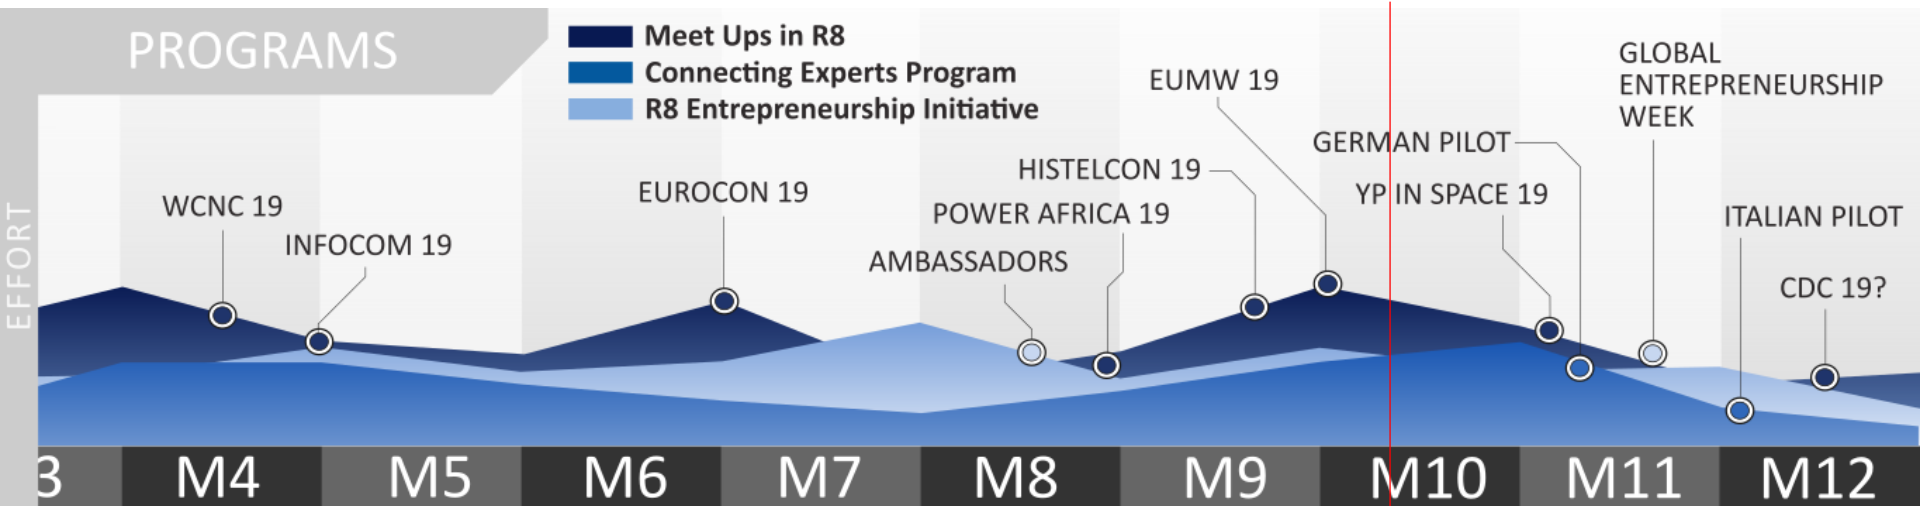 PROGRAMS
Meet Ups in R8
Connecting Experts Program
R8 Entrepreneurship Initiative
EFFORT
WCNC 19
INFOCOM 19
EUROCON 19
AMBASSADORS
POWER AFRICA 19
HISTELCON 19
EUMW 19
GERMAN PILOT
YP IN SPACE 19
GLOBAL
ENTREPRENEURSHIP
WEEK
ITALIAN PILOT
CDC 19?
3 M4 M5 M6 M7 M8 M9 M10 M11 M12